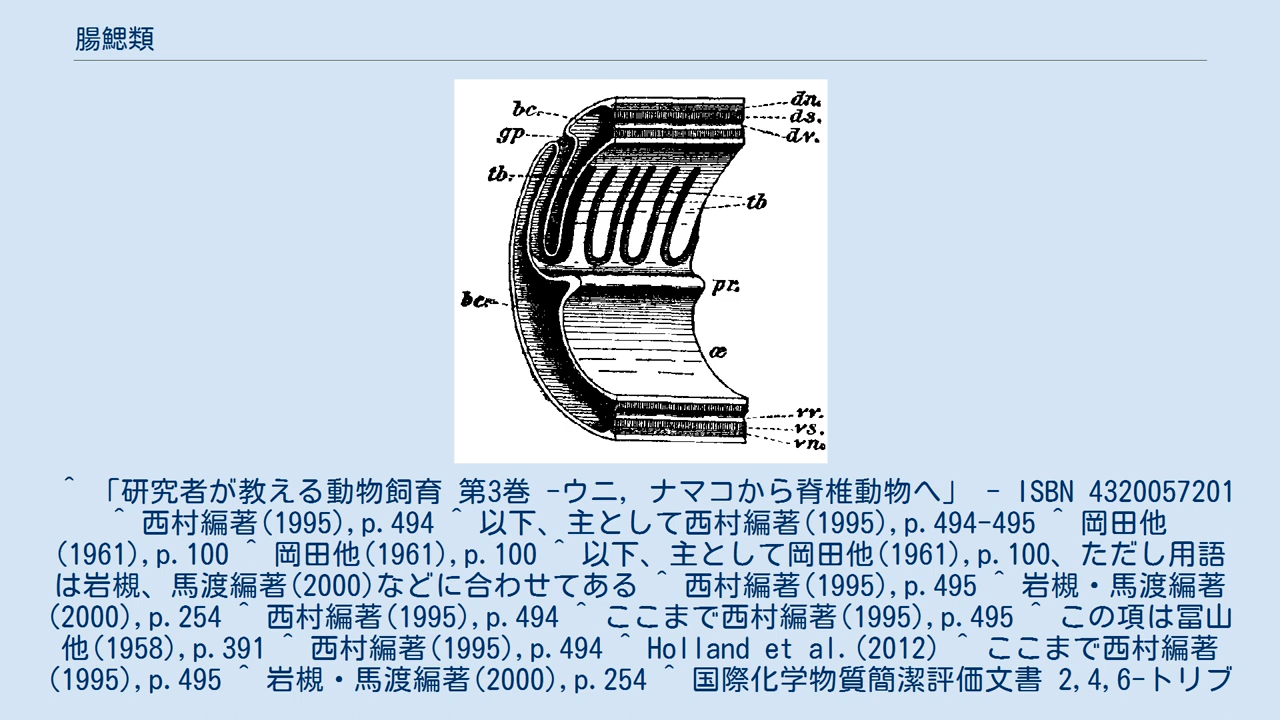 腸鰓類
bc.
gp
tb.
bc.
dn.
ds.
dv.
tb
pr.
œ
vv.
vs.
vn.
^ 「研究者が教える動物飼育 第3巻 -ウニ, ナマコから脊椎動物へ」 - ISBN 4320057201
^ 西村編著(1995),p.494 ^ 以下、主として西村編著(1995),p.494-495 ^ 岡田他
(1961),p.100 ^ 岡田他(1961),p.100 ^ 以下、主として岡田他(1961),p.100、ただし用語
は岩槻、馬渡編著(2000)などに合わせてある ^ 西村編著(1995),p.495 ^ 岩槻・馬渡編著
(2000),p.254 ^ 西村編著(1995),p.494 ^ ここまで西村編著(1995),p.495 ^ この項は冨山
他(1958),p.391 ^ 西村編著(1995),p.494 ^ Holland et al.(2012) ^ ここまで西村編著
(1995),p.495 ^ 岩槻・馬渡編著(2000),p.254 ^ 国際化学物質簡潔評価文書 2,4,6-トリブ